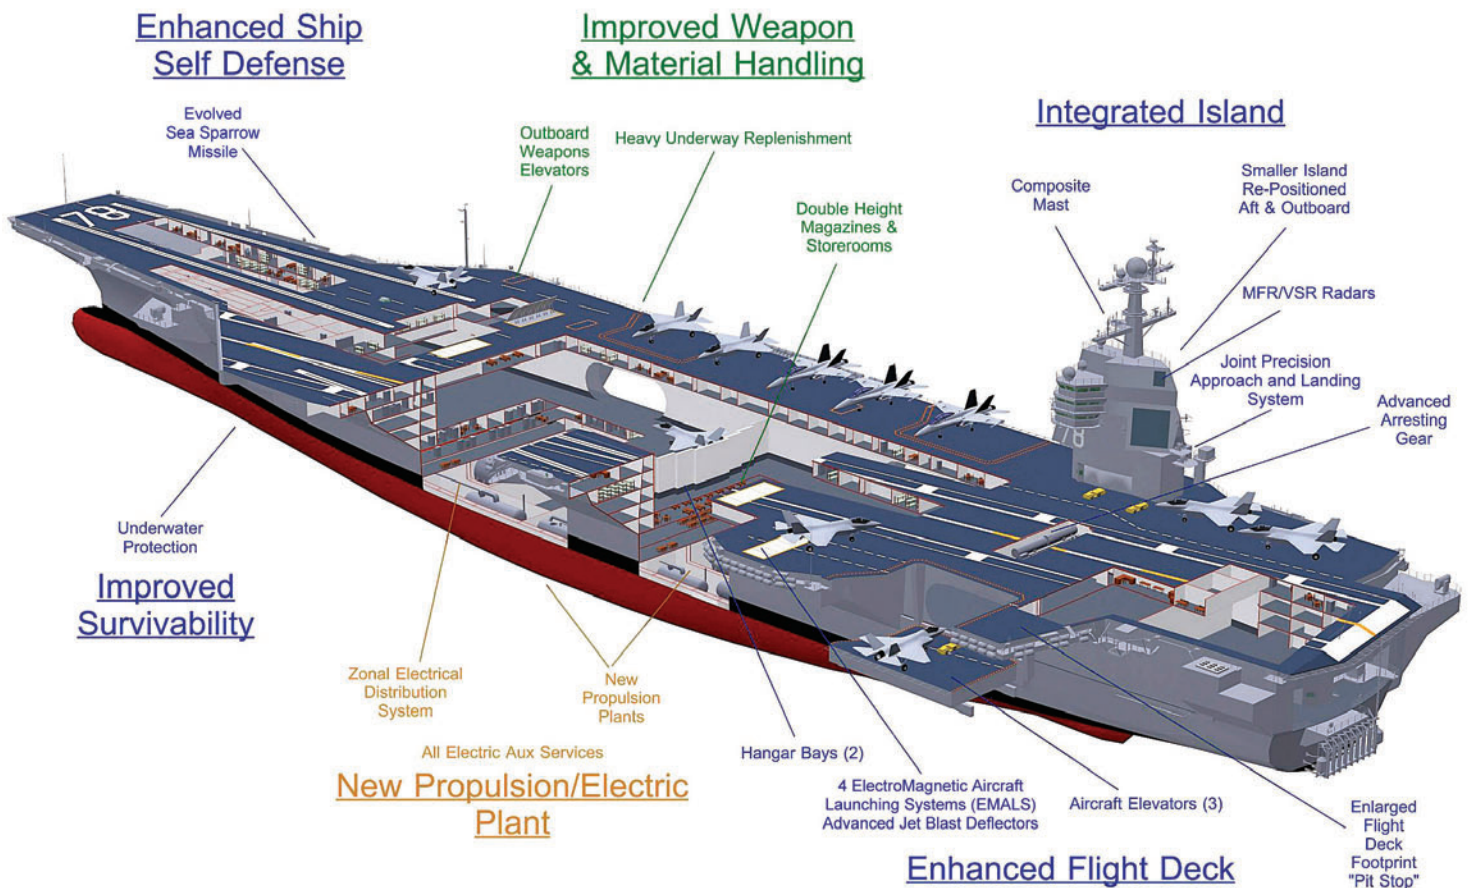 Enhanced Ship
Self Defense
Evolved
Sea Sparrow
Missile
Improved Weapon
& Material Handling
Outboard
Weapons
Elevators
Heavy Underway Replenishment
Double Height
Magazines &
Storerooms
Integrated Island
Composite
Mast
Smaller Island
Re-Positioned
Aft & Outboard
MFR/VSR Radars
Joint Precision
Approach and Landing
System
Advanced
Arresting
Gear
78
78
Underwater
Protection
Improved
Survivability
Zonal Electrical
Distribution
System
New
Propulsion
Plants
All Electric Aux Services
New Propulsion/Electric
Plant
Hangar Bays (2)
4 ElectroMagnetic Aircraft
Launching Systems (EMALS)
Advanced Jet Blast Deflectors
Aircraft Elevators (3)
Enlarged
Flight
Deck
Footprint
"Pit Stop"
Enhanced Flight Deck